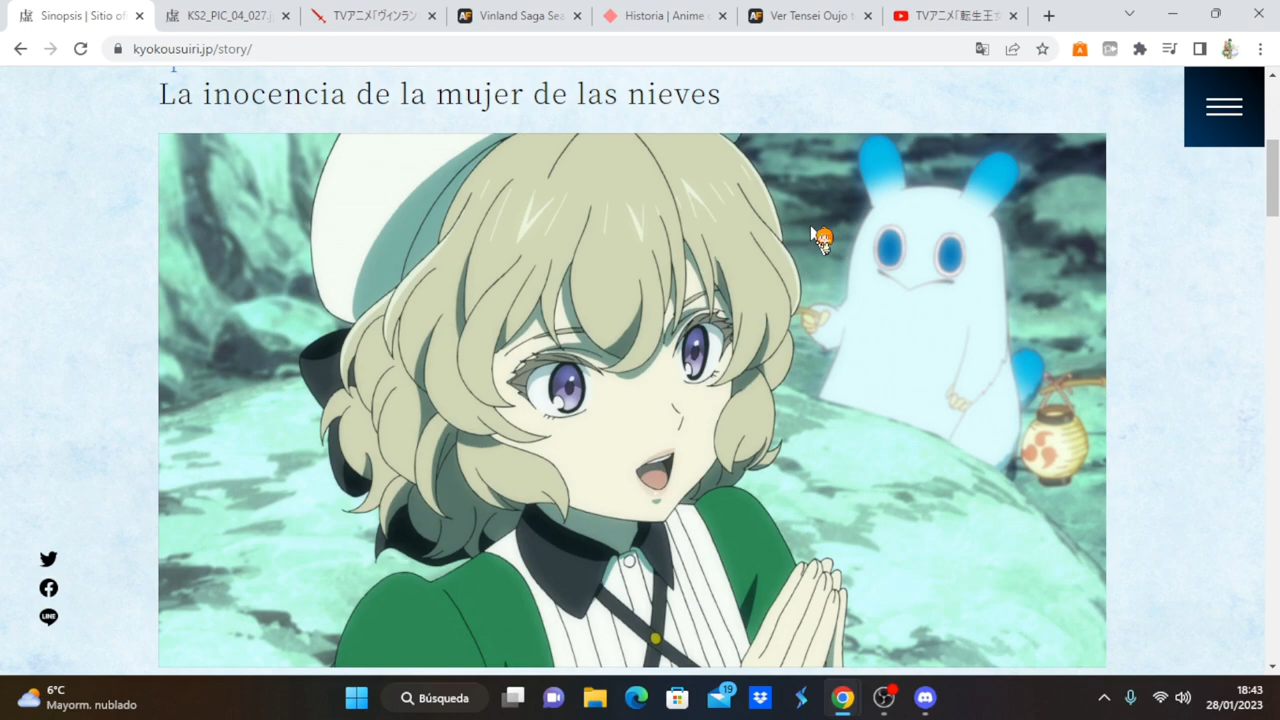 Sinopsis | Sitio of
KS2_PIC_04_027
TVアニメ「ヴィンラン
Vinland Saga Sea
Historia | Anime
Ver Tensei Oujo
TVアニメ「転生王
kyokousuiri.jp/story/
La inocencia de la mujer de las nieves
LINE
6°C
Mayorm. nublado
Búsqueda
19
18:43
28/01/2023